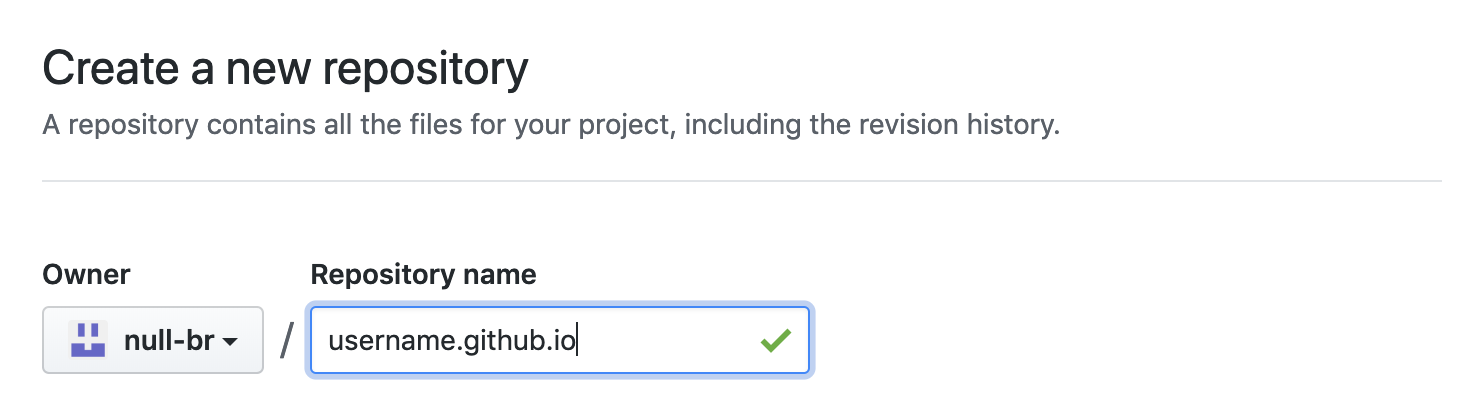 Create a new repository
A repository contains all the files for your project, including the revision history.
Owner
Repository name
null-br / username.github.io